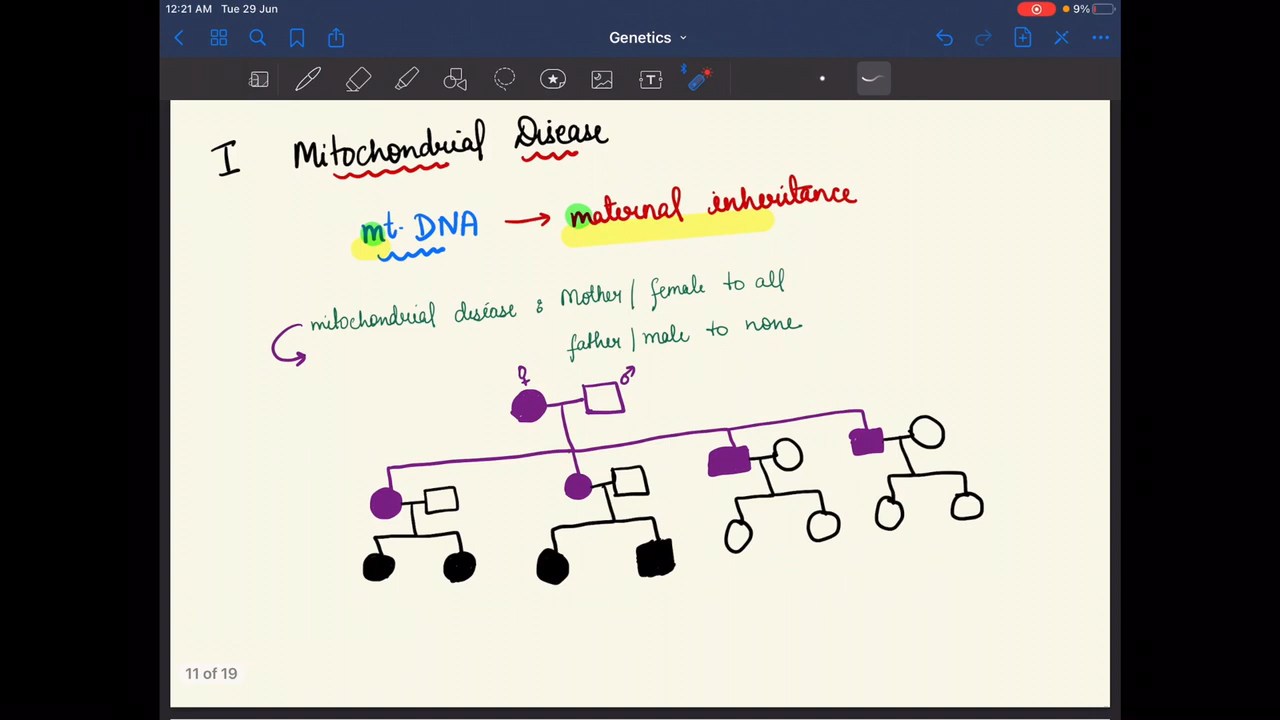 12:21 AM Tue 29 Jun
9%
Genetics
I Mitochondrial Disease
mt. DNA → maternal inheritance
mitochondrial disease : Mother / female to all
father / male to none
♀ ♂
11 of 19